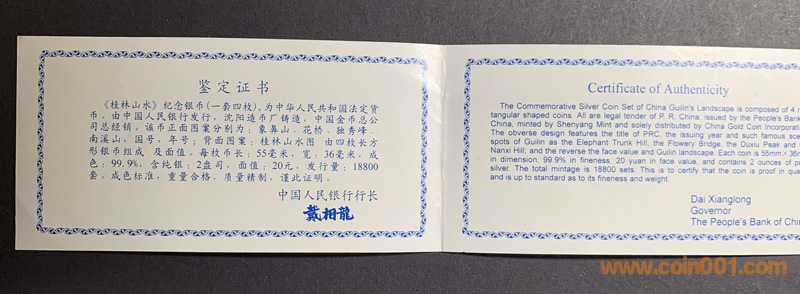 鉴定证书
《桂林山水》纪念银币(一套四枚),为中华人民共和国法定货
币。由中国人民银行发行，沈阳造币厂铸造，中国金币总公
司总经销。该币正面图案分别为：象鼻山、花桥、独秀峰、
南溪山，国号，年号；背面图案：桂林山水图 由四枚长方
形银币组成 及面值。每枚币长：55毫米，宽：36毫米，成
色：99.9%，含纯银：2盎司，面值：20元，发行量：18800
套。成色标准，重量合格，质量精制，谨此证明。
中国人民银行行长
戴相龍
Certificate of Authenticity
The Commemorative Silver Coin Set of China Guilin's Landscape is composed of 4
tangular shaped coins. All are legal tender of P. R. China, issued by the People's Bank
China, minted by Shenyang Mint and solely distributed by China Gold Coin Incorporat
The obverse design features the title of PRC, the issuing year and such famous sce
spots of Guilin as the Elephant Trunk Hill, the Flowery Bridge, the Duxiu Peak and
Nanxi Hill, and the reverse the face value and Guilin landscape. Each coin is 55mm×36
in dimension, 99.9% in fineness, 20 yuan in face value, and contains 2 ounces of p
silver. The total mintage is 18800 sets. This is to certify that the coin is proof in qua
and is up to standard as to its fineness and weight.
Dai Xianglong
Governor
The People's Bank of Chin
www.coin001.com